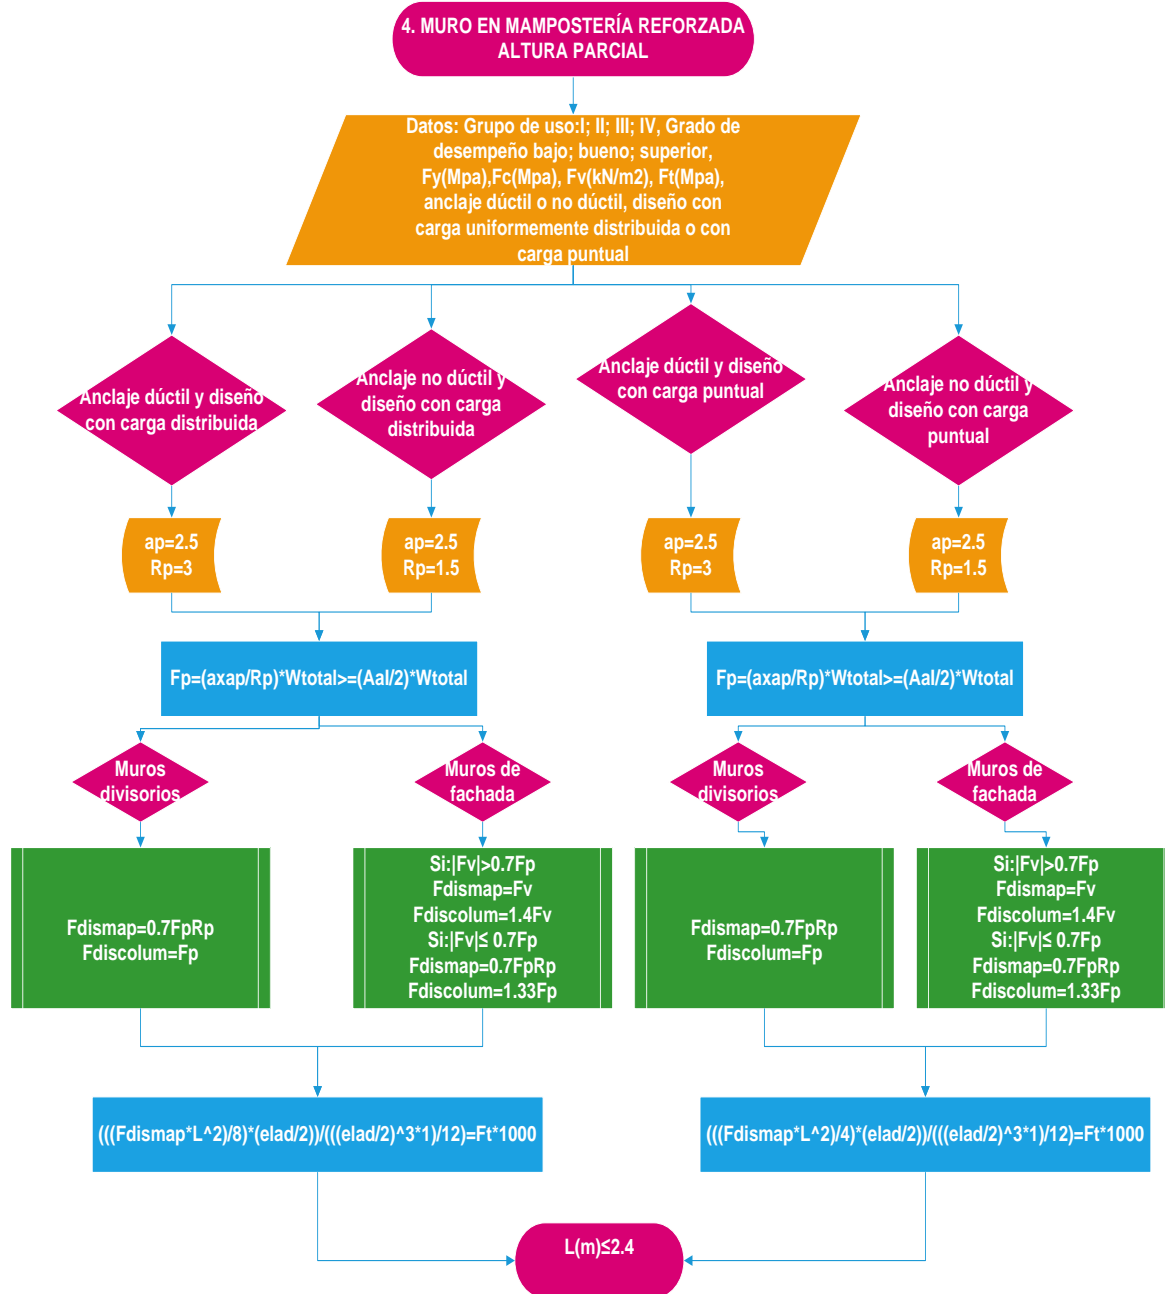 4. MURO EN MAMPOSTERÍA REFORZADA
ALTURA PARCIAL
Datos: Grupo de uso:I; II; III; IV, Grado de
desempeño bajo; bueno; superior,
Fy(Mpa),Fc(Mpa), Fv(kN/m2), Ft(Mpa),
anclaje dúctil o no dúctil, diseño con
carga uniformemente distribuida o con
carga puntual
Anclaje dúctil y diseño
con carga distribuida
Anclaje no dúctil y
diseño con carga
distribuida
Anclaje dúctil y diseño
con carga puntual
Anclaje no dúctil y
diseño con carga
puntual
ap=2.5
Rp=3
ap=2.5
Rp=1.5
ap=2.5
Rp=3
ap=2.5
Rp=1.5
Fp=(axap/Rp)*Wtotal>=(AaI/2)*Wtotal
Fp=(axap/Rp)*Wtotal>=(AaI/2)*Wtotal
Muros
divisorios
Muros de
fachada
Muros
divisorios
Muros de
fachada
Fdismap=0.7FpRp
Fdiscolum=Fp
Si:|Fv|>0.7Fp
Fdismap=Fv
Fdiscolum=1.4Fv
Si:|Fv|≤ 0.7Fp
Fdismap=0.7FpRp
Fdiscolum=1.33Fp
Fdismap=0.7FpRp
Fdiscolum=Fp
Si:|Fv|>0.7Fp
Fdismap=Fv
Fdiscolum=1.4Fv
Si:|Fv|≤ 0.7Fp
Fdismap=0.7FpRp
Fdiscolum=1.33Fp
(((Fdismap*L^2)/8)*(elad/2))/(((elad/2)^3*1)/12)=Ft*1000
(((Fdismap*L^2)/4)*(elad/2))/(((elad/2)^3*1)/12)=Ft*1000
L(m)≤2.4